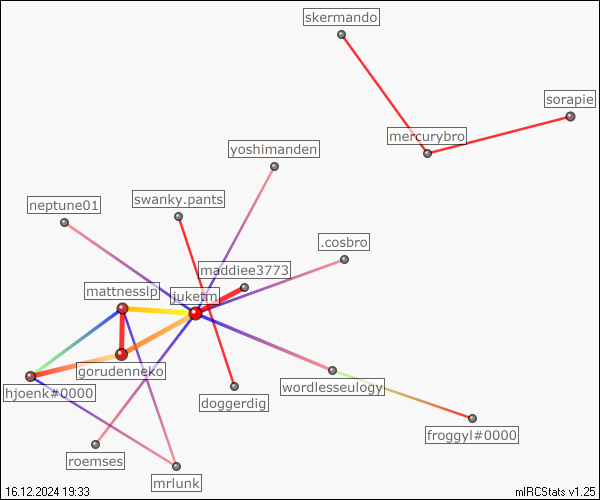 skermando
sorapie
mercurybro
yoshimanden
swanky.pants
neptune01
.cosbro
maddiee3773
mattnesslp
juketm
gorudenneko
hjoenk#0000
wordlesseulogy
doggerdig
froggyl#0000
roemses
mrlunk
16.12.2024 19:33
mIRCStats v1.25